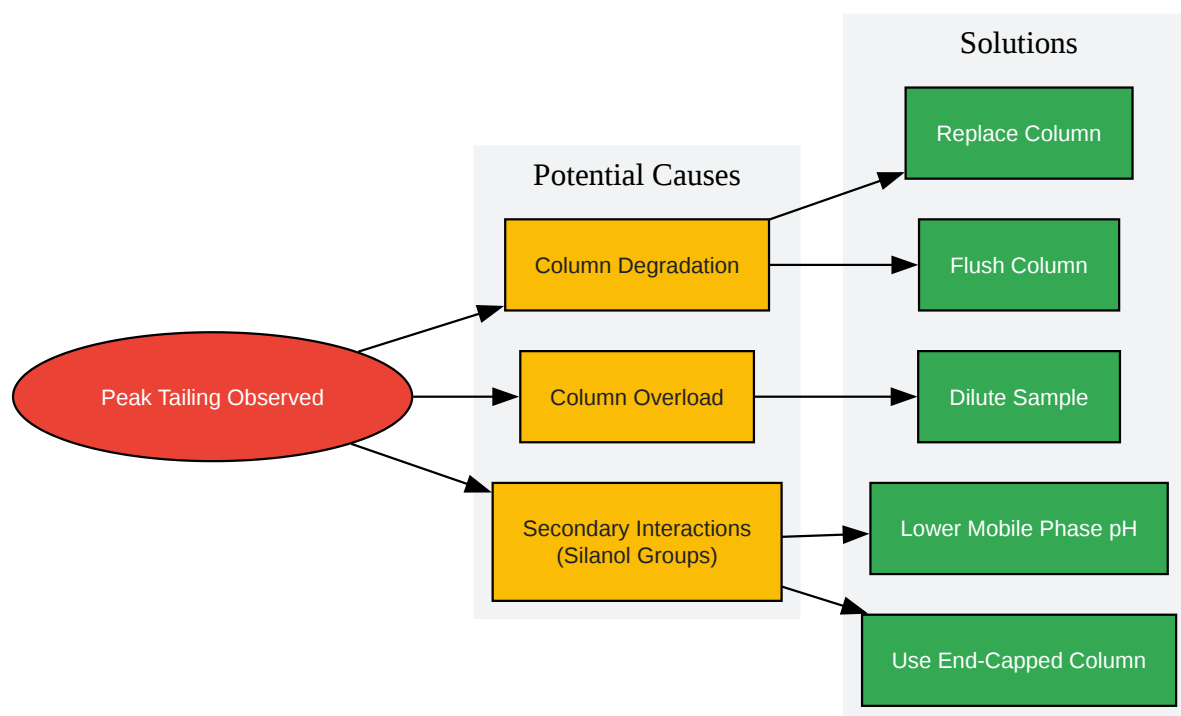 Peak Tailing Observed
Potential Causes
Column Degradation
Column Overload
Secondary Interactions
(Silanol Groups)
Solutions
Replace Column
Flush Column
Dilute Sample
Lower Mobile Phase pH
Use End-Capped Column